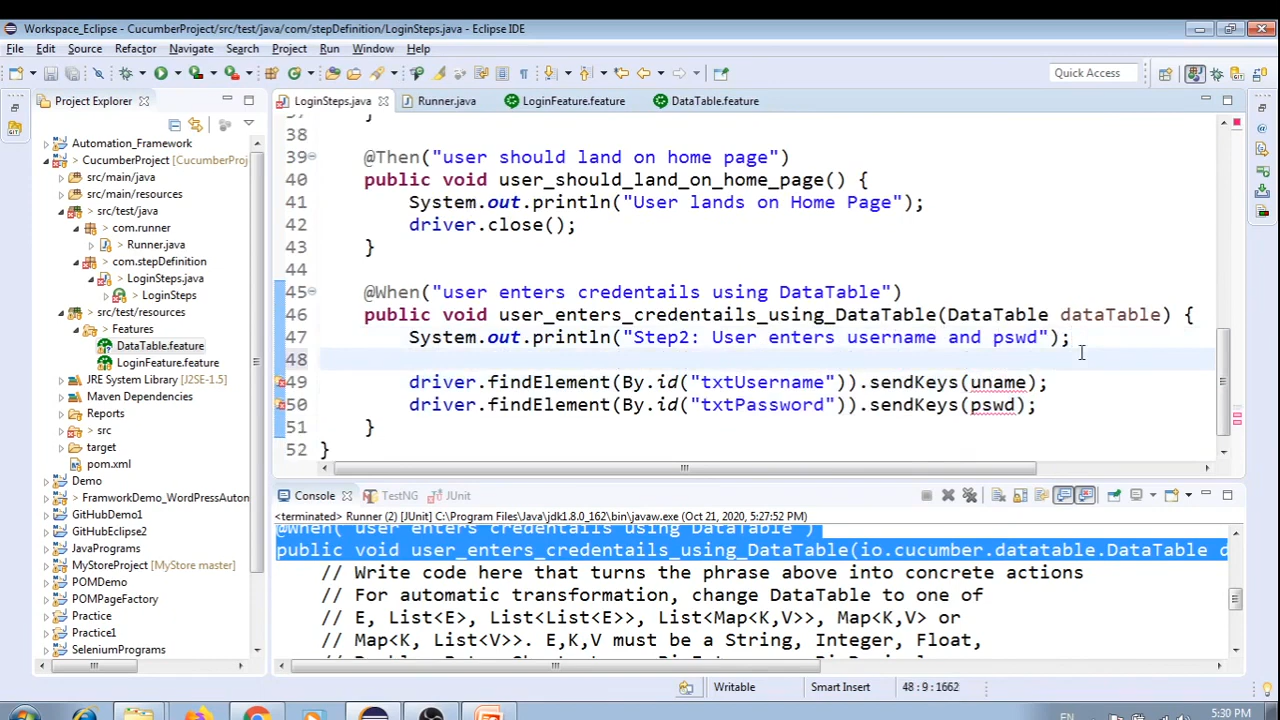 Workspace_Eclipse - CucumberProject/src/test/java/com/stepDefinition/LoginSteps.java - Eclipse IDE
File Edit Source Refactor Navigate Search Project Run Window Help
Quick Access
Project Explorer
LoginSteps.java Runner.java LoginFeature.feature DataTable.feature
Automation_Framework
CucumberProject [CucumberProj
src/main/java
src/main/resources
> src/test/java
> com.runner
> Runner.java
> com.stepDefinition
> LoginSteps.java
> LoginSteps
> src/test/resources
> Features
DataTable.feature
> LoginFeature.feature
JRE System Library [J2SE-1.5]
Maven Dependencies
> Reports
> src
> target
pom.xml
Demo
> FramworkDemo_WordPressAuton
GitHubDemo1
GitHubEclipse2
JavaPrograms
> MyStoreProject [MyStore master]
POMDemo
POMPageFactory
Practice
Practice1
SeleniumPrograms
38
39 @Then("user should land on home page")
40 public void user_should_land_on_home_page() {
41 System.out.println("User lands on Home Page");
42 driver.close();
43 }
44
45 @When("user enters credentails using DataTable")
46 public void user_enters_credentails_using_DataTable(DataTable dataTable) {
47 System.out.println("Step2: User enters username and pswd");
48
49 driver.findElement(By.id("txtUsername")).sendKeys(uname);
50 driver.findElement(By.id("txtPassword")).sendKeys(pswd);
51 }
52 }
Console TestNG JUnit
<terminated> Runner (2) [JUnit] C:\Program Files\Java\jdk1.8.0_162\bin\javaw.exe (Oct 21, 2020, 5:27:52 PM)
@When("user enters credentails using DataTable")
public void user_enters_credentails_using_DataTable(io.cucumber.datatable.DataTable d
// Write code here that turns the phrase above into concrete actions
// For automatic transformation, change DataTable to one of
// E, List<E>, List<List<E>>, List<Map<K,V>>, Map<K,V> or
// Map<K, List<V>>. E,K,V must be a String, Integer, Float,
Writable Smart Insert 48 : 9 : 1662
EN 5:30 PM